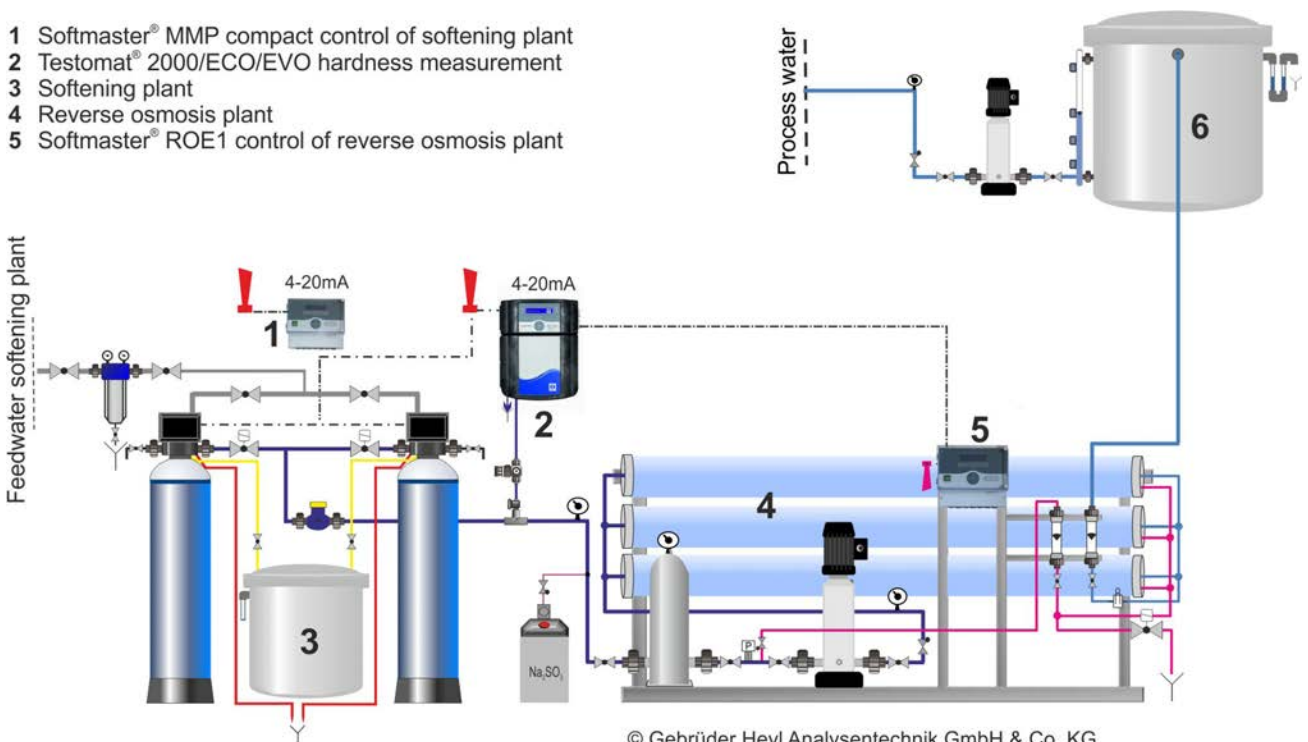 1 Softmaster® MMP compact control of softening plant
2 Testomat® 2000/ECO/EVO hardness measurement
3 Softening plant
4 Reverse osmosis plant
5 Softmaster® ROE1 control of reverse osmosis plant
Process water
6
Feedwater softening plant
4-20mA
1
4-20mA
2
5
4
3
Na₂SO₃
P
© Gebrüder Heyl Analysentechnik GmbH & Co. KG